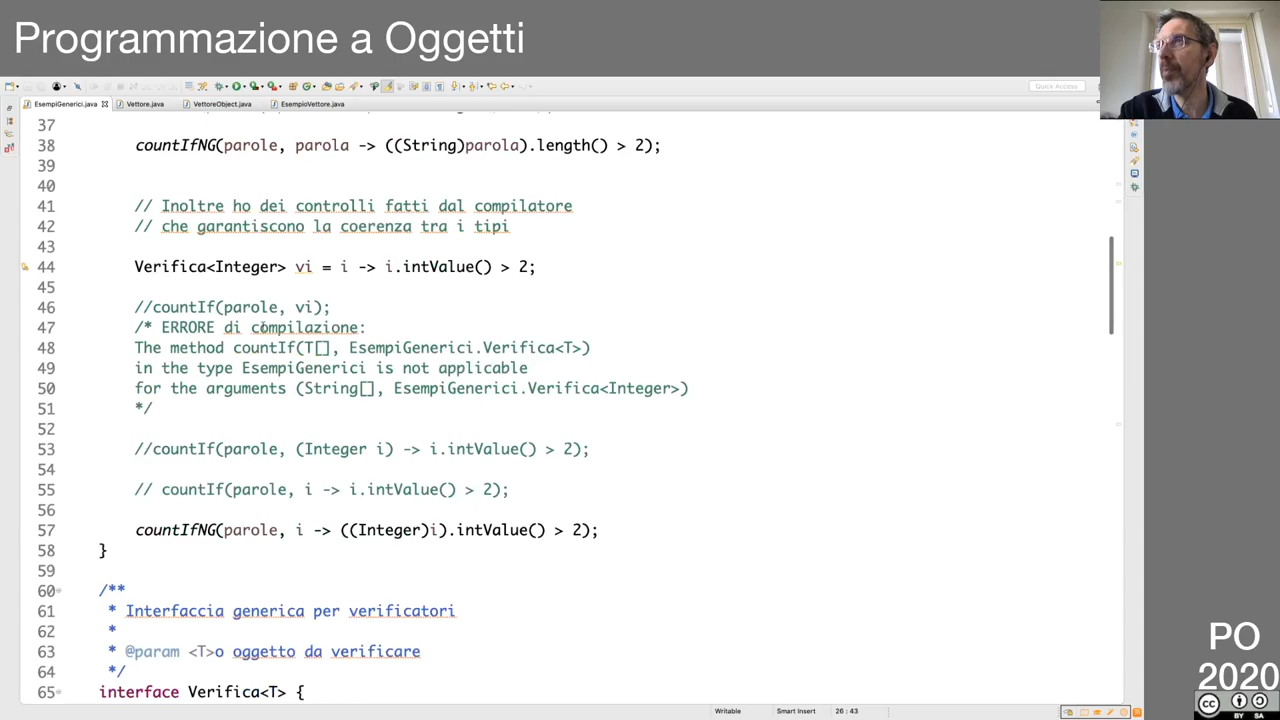 Programmazione a Oggetti
Quick Access
EsempiGenerici.java
Vettore.java
VettoreObject.java
EsempioVettore.java
37
38 countIfNG(parole, parola -> ((String)parola).length() > 2);
39
40
41 // Inoltre ho dei controlli fatti dal compilatore
42 // che garantiscono la coerenza tra i tipi
43
44 Verifica<Integer> vi = i -> i.intValue() > 2;
45
46 //countIf(parole, vi);
47 /* ERRORE di compilazione:
48 The method countIf(T[], EsempiGenerici.Verifica<T>)
49 in the type EsempiGenerici is not applicable
50 for the arguments (String[], EsempiGenerici.Verifica<Integer>)
51 */
52
53 //countIf(parole, (Integer i) -> i.intValue() > 2);
54
55 // countIf(parole, i -> i.intValue() > 2);
56
57 countIfNG(parole, i -> ((Integer)i).intValue() > 2);
58 }
59
60 /**
61 * Interfaccia generica per verificatori
62 *
63 * @param <T>o oggetto da verificare
64 */
65 interface Verifica<T> {
Writable
Smart Insert
26 : 43
PO
2020
CC
BY SA